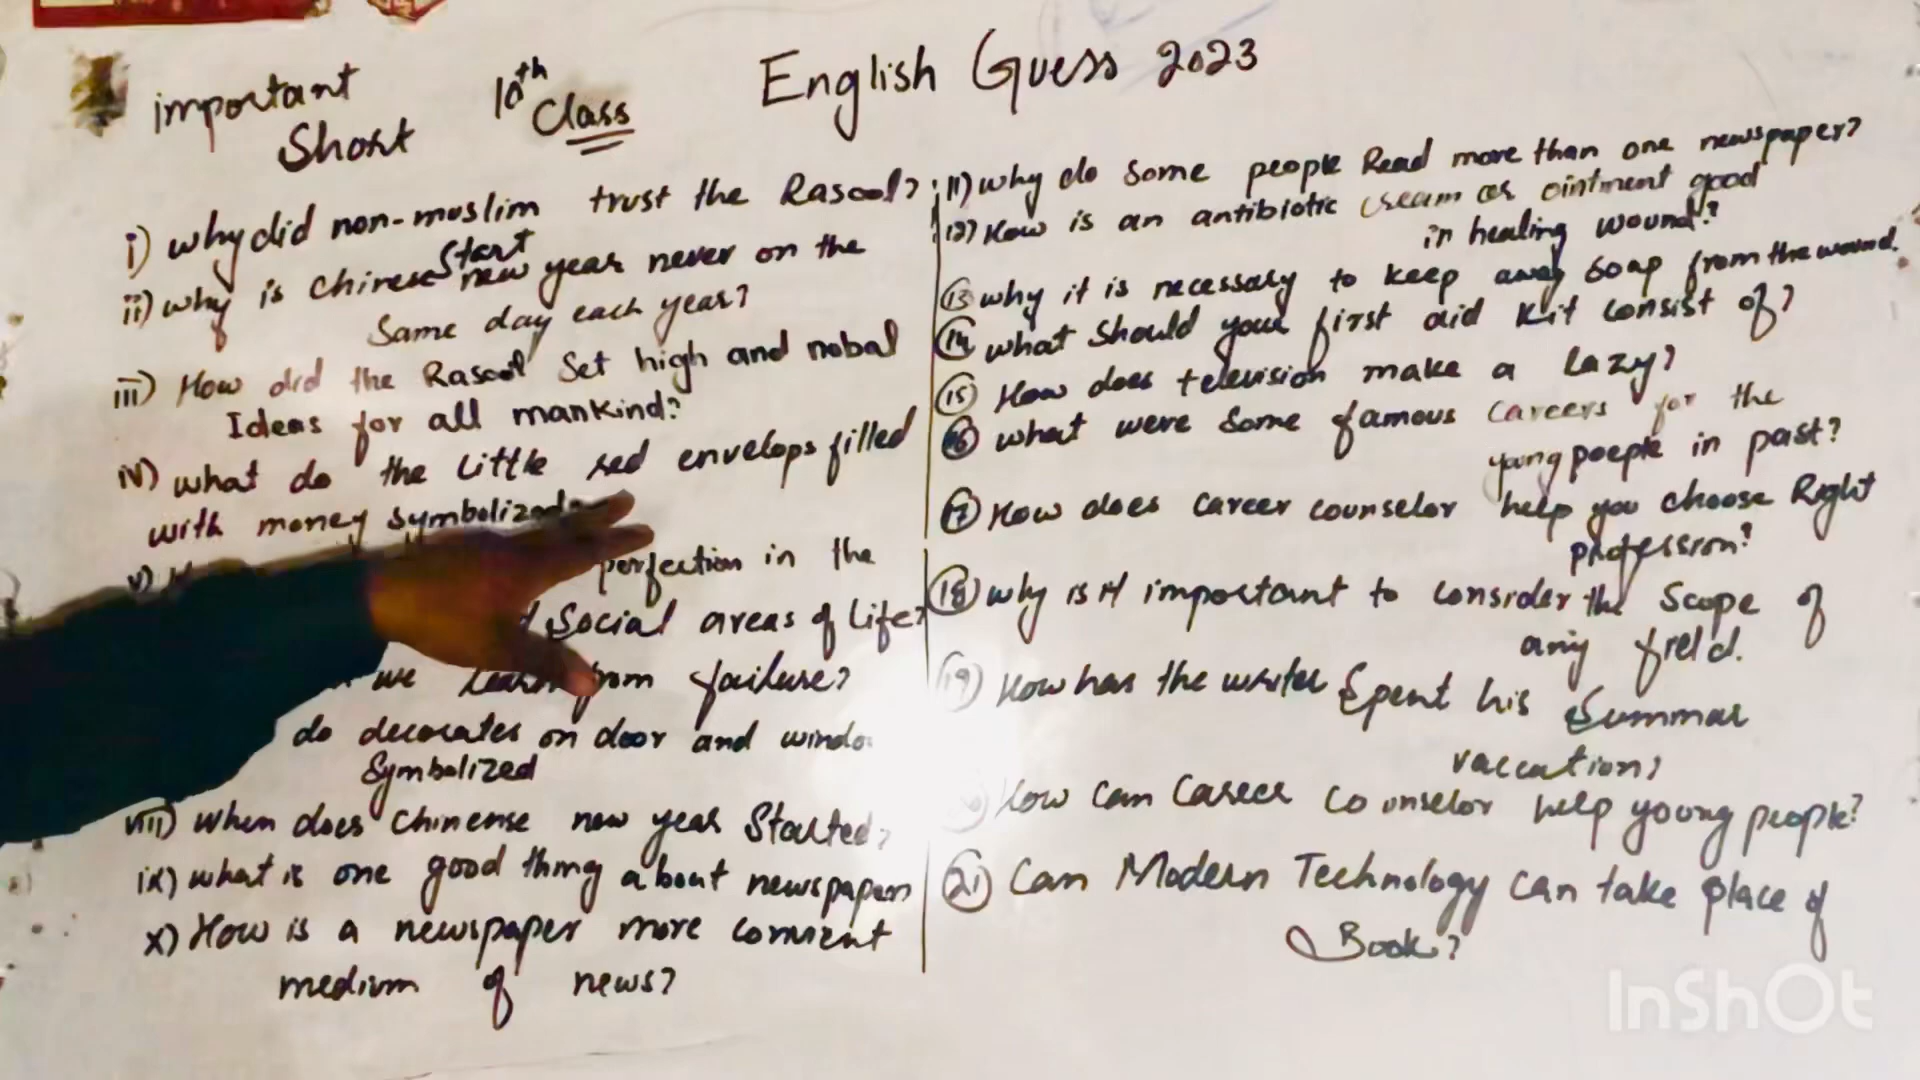 important
Short
10th
Class
English Guess 2023
i) why did non-muslim trust the Rasool?
Start
ii) why is chinese new year never on the
Same day each year?
iii) How did the Rasool Set high and nobal
Ideas for all mankind?
iv) what do the little red envelops filled
with money symbolized
v) perfection in the
Social areas of life?
we learn from failure?
do decorates on door and windo
Symbolized
viii) when does chinense new year Started?
ix) what is one good thing about newspaper
x) How is a newspaper more convient
medium of news?
11) why do some people Read more than one newspaper?
12) How is an antibiotic cream or ointment good
in healing wound?
13 why it is necessary to keep away soap from the wound.
14 what should your first aid kit consist of?
15 How does television make a lazy?
16 what were some famous careers for the
young poeple in past?
17 How does career counselor help you choose Right
profession?
18 why is it important to consider the scope of
any field.
19 How has the writer Spent his Summar
vaccation?
How can career counselor help young people?
21 Can Modern Technology can take place of
Book?
InShOt